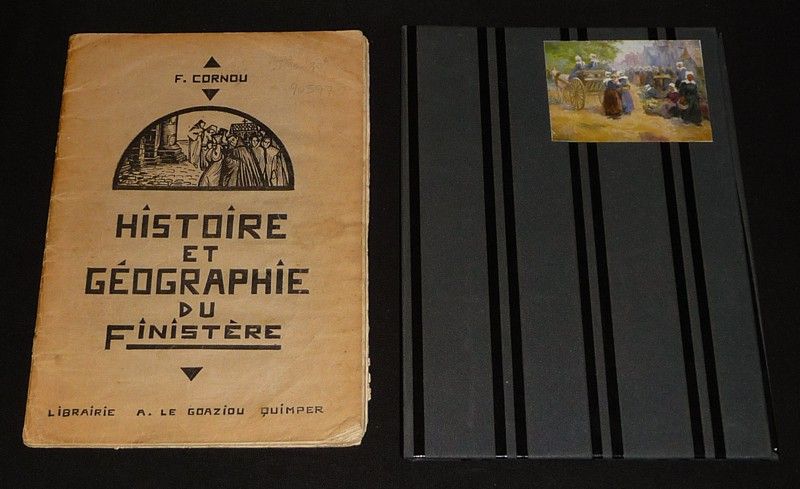 F. CORNOU
HISTOIRE
ET
GÉOGRAPHIE
DU
FINISTÈRE
LIBRAIRIE A. LE GOAZIOU QUIMPER